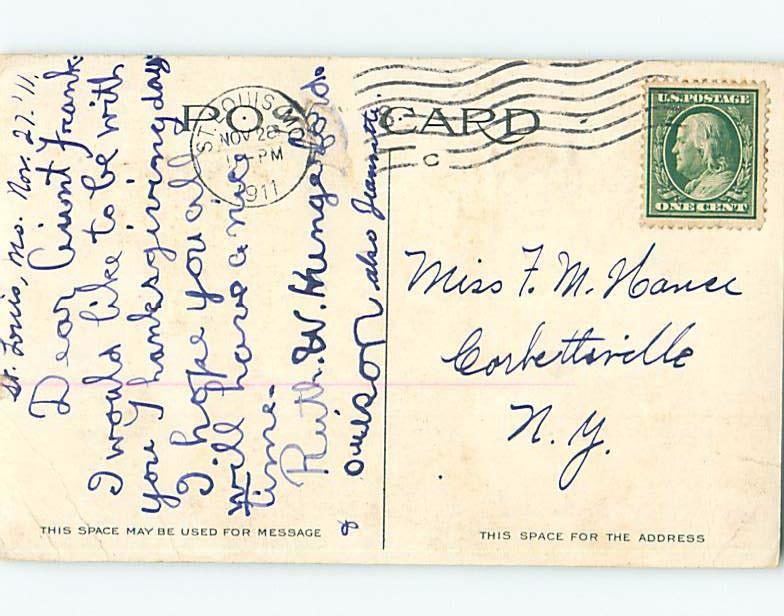 POST CARD
ST. LOUIS, MO.
NOV 28
PM
1911
C
U.S. POSTAGE
ONE CENT
St. Louis, Mo. Nov. 27.'11.
Dear Aunt Frank
I would like to be with
you Thanksgiving day
I hope you all
will have a nice
time.
Ruth. W. Hungerford.
also Jeannette
&
Miss F. M. Hance
Corbettsville
N. Y.
THIS SPACE MAY BE USED FOR MESSAGE
THIS SPACE FOR THE ADDRESS